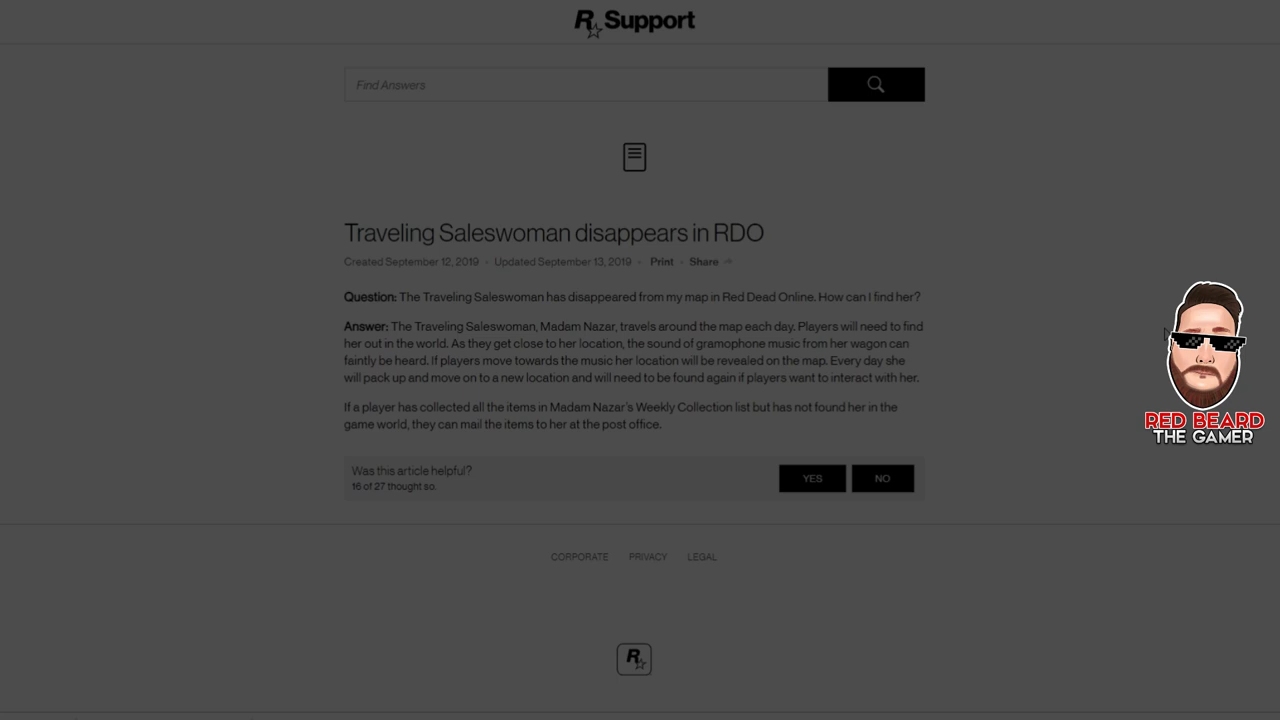 R Support
Find Answers
Traveling Saleswoman disappears in RDO
Created September 12, 2019 - Updated September 13, 2019 - Print - Share
Question: The Traveling Saleswoman has disappeared from my map in Red Dead Online. How can I find her?
Answer: The Traveling Saleswoman, Madam Nazar, travels around the map each day. Players will need to find
her out in the world. As they get close to her location, the sound of gramophone music from her wagon can
faintly be heard. If players move towards the music her location will be revealed on the map. Every day she
will pack up and move on to a new location and will need to be found again if players want to interact with her.
If a player has collected all the items in Madam Nazar's Weekly Collection list but has not found her in the
game world, they can mail the items to her at the post office.
Was this article helpful?
16 of 27 thought so.
YES
NO
RED BEARD
THE GAMER
CORPORATE PRIVACY LEGAL
R